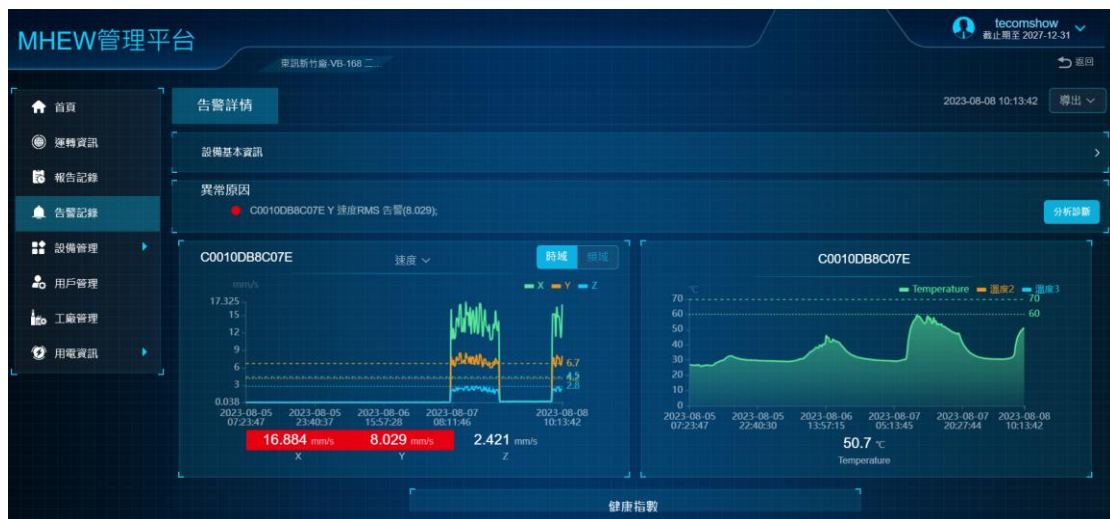 MHEW管理平台
tecomshow
截止期至 2027-12-31
東訊新竹廠-VB-168 二...
返回
首頁
運轉資訊
報告記錄
告警記錄
設備管理
用戶管理
工廠管理
用電資訊
告警詳情
2023-08-08 10:13:42
導出
設備基本資訊
異常原因
C0010DB8C07E Y 速度RMS 告警(8.029);
分析診斷
C0010DB8C07E
速度
時域 頻域
mm/s
X Y Z
17.325
15
12
9
6
3
0.038
6.7
4.5
2.8
2023-08-05 07:23:47
2023-08-05 23:40:37
2023-08-06 15:57:28
2023-08-07 08:11:46
2023-08-08 10:13:42
16.884 mm/s 8.029 mm/s 2.421 mm/s
X Y Z
C0010DB8C07E
℃
Temperature 溫度2 溫度3
70
60
50
40
30
20
10
0
70
60
2023-08-05 07:23:47
2023-08-05 22:40:30
2023-08-06 13:57:15
2023-08-07 05:13:45
2023-08-07 20:27:44
2023-08-08 10:13:42
50.7 ℃
Temperature
健康指數